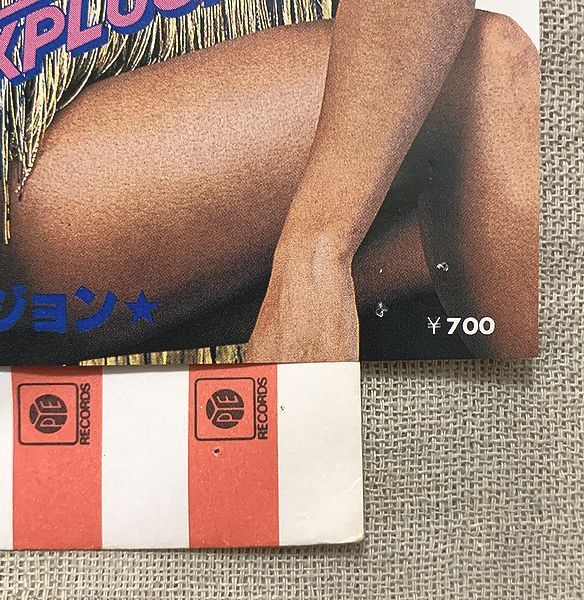 XPLOS
ジョン★
￥700
PYE RECORDS
PYE RECORDS